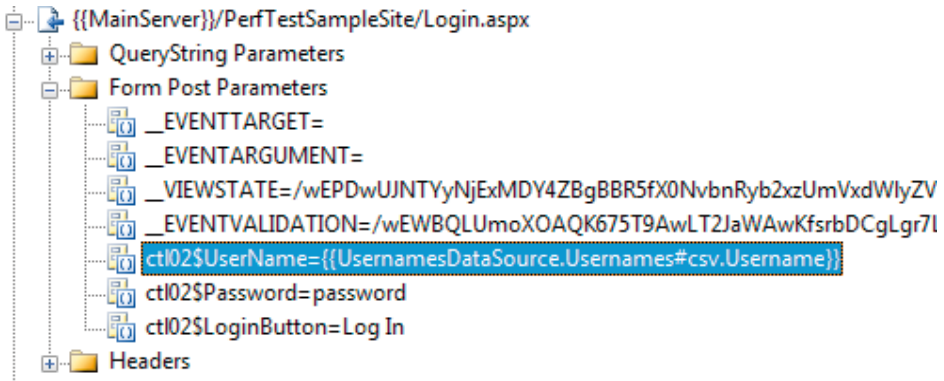 {{MainServer}}/PerfTestSampleSite/Login.aspx
QueryString Parameters
Form Post Parameters
__EVENTTARGET=
__EVENTARGUMENT=
__VIEWSTATE=/wEPDwUJNTYyNjExMDY4ZBgBBR5fX0NvbnRyb2xzUmVxdWlyZV
__EVENTVALIDATION=/wEWBQLUmoXOAQK675T9AwLT2JaWAwKfsrbDCgLgr7L
ctl02$UserName={{UsernamesDataSource.Usernames#csv.Username}}
ctl02$Password=password
ctl02$LoginButton=Log In
Headers